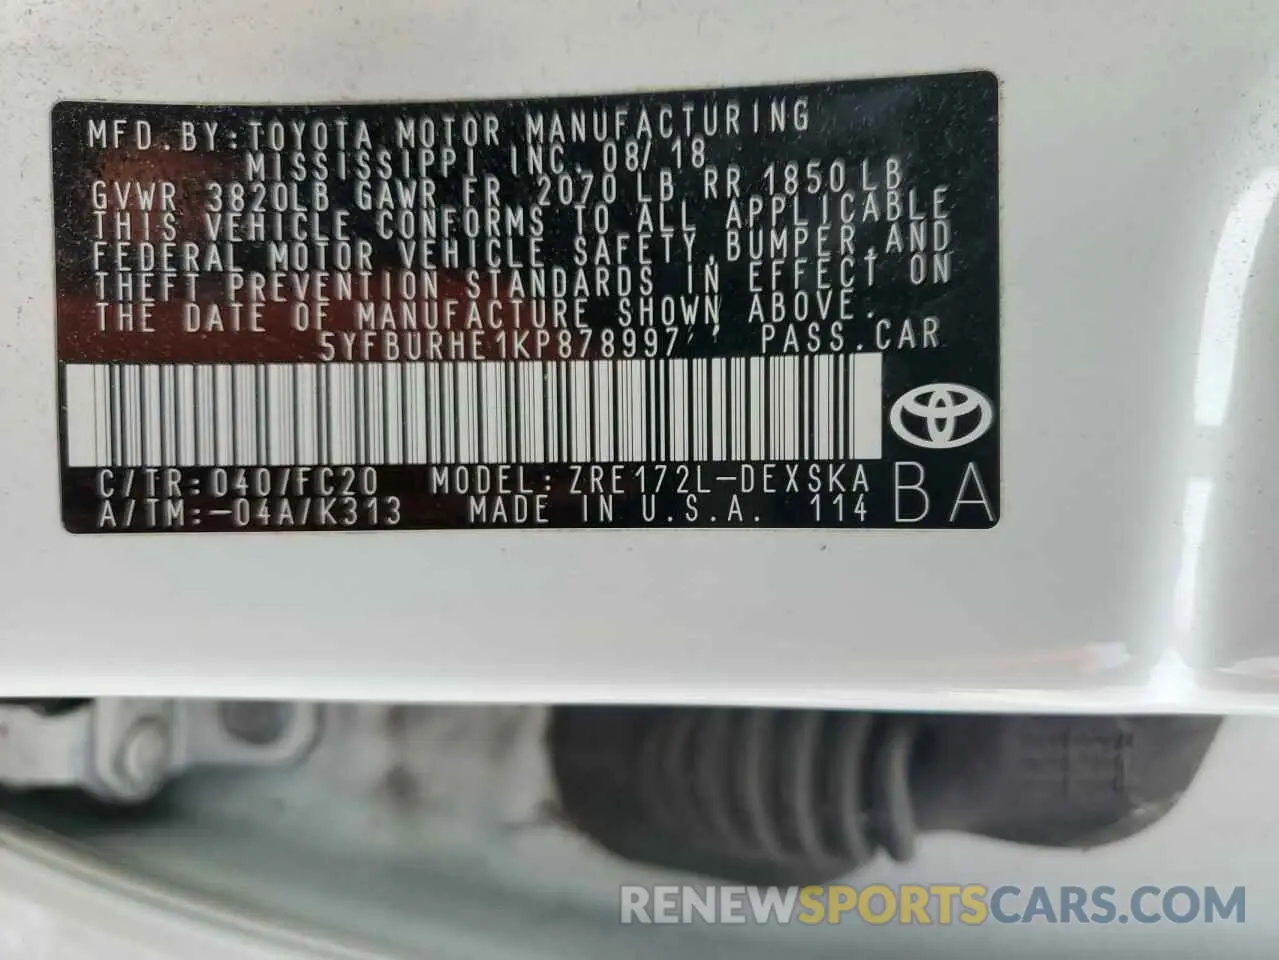 MFD.BY:TOYOTA MOTOR MANUFACTURING
MISSISSIPPI INC. 08/18
GVWR 3820LB GAWR FR 2070 LB RR 1850 LB
THIS VEHICLE CONFORMS TO ALL APPLICABLE
FEDERAL MOTOR VEHICLE SAFETY,BUMPER,AND
THEFT PREVENTION STANDARDS IN EFFECT ON
THE DATE OF MANUFACTURE SHOWN ABOVE.
5YFBURHE1KP878997 PASS.CAR
C/TR:040/FC20 MODEL:ZRE172L-DEXSKA
A/TM:-04A/K313 MADE IN U.S.A. 114
BA
RENEWSPORTSCARS.COM